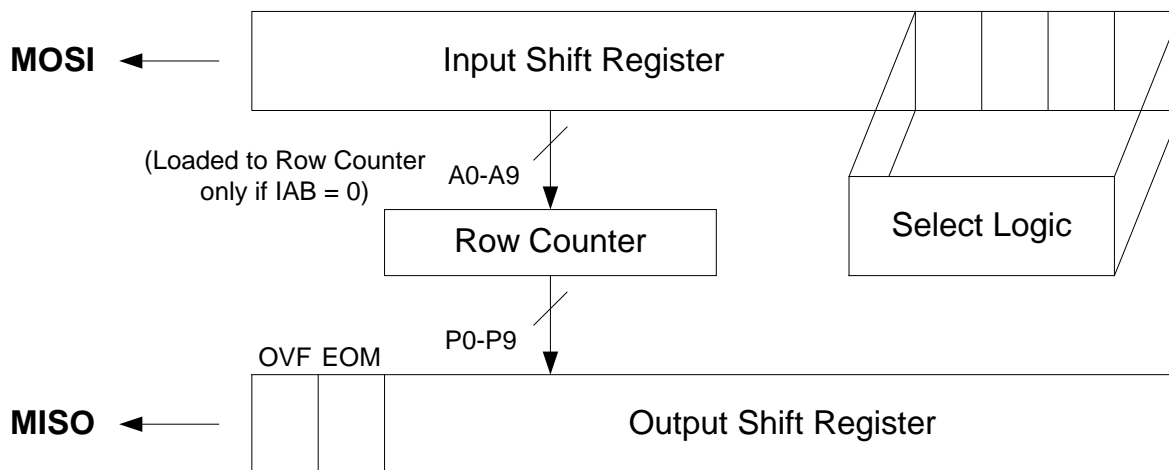 MOSI
Input Shift Register
(Loaded to Row Counter
only if IAB = 0)
A0-A9
Row Counter
Select Logic
P0-P9
OVF EOM
MISO
Output Shift Register